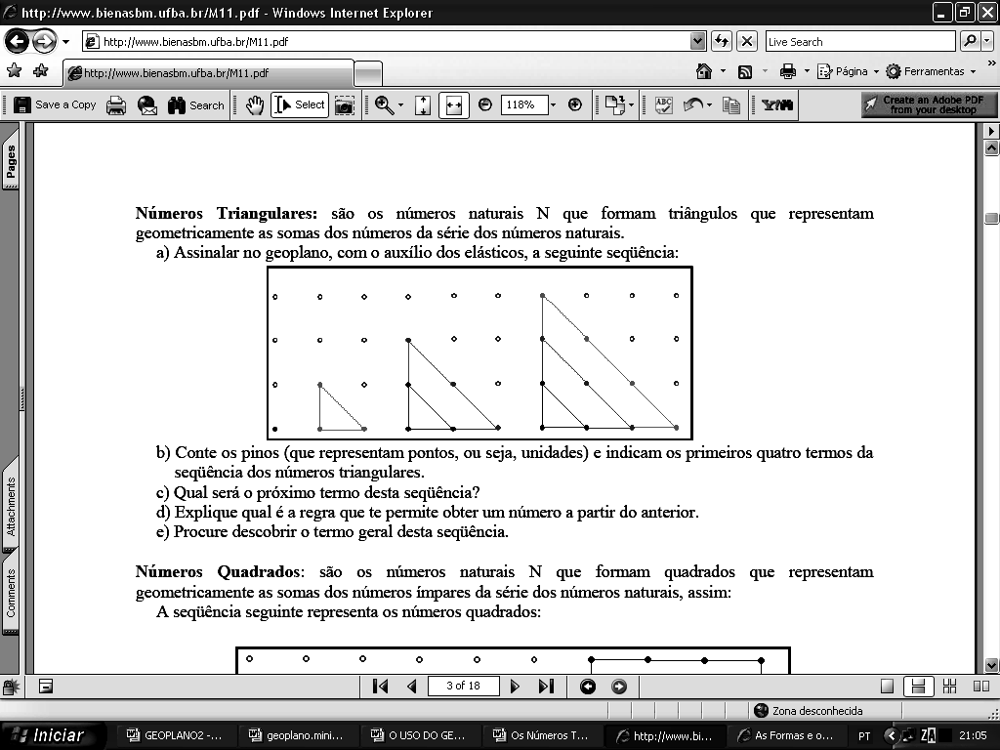 http://www.bienasbm.ufba.br/M11.pdf - Windows Internet Explorer
http://www.bienasbm.ufba.br/M11.pdf
Live Search
http://www.bienasbm.ufba.br/M11.pdf
Página
Ferramentas
Save a Copy
Search
Select
118%
Create an Adobe PDF
from your desktop
Pages
Attachments
Comments
Números Triangulares: são os números naturais N que formam triângulos que representam
geometricamente as somas dos números da série dos números naturais.
a) Assinalar no geoplano, com o auxílio dos elásticos, a seguinte seqüência:
b) Conte os pinos (que representam pontos, ou seja, unidades) e indicam os primeiros quatro termos da
seqüência dos números triangulares.
c) Qual será o próximo termo desta seqüência?
d) Explique qual é a regra que te permite obter um número a partir do anterior.
e) Procure descobrir o termo geral desta seqüência.
Números Quadrados: são os números naturais N que formam quadrados que representam
geometricamente as somas dos números ímpares da série dos números naturais, assim:
A seqüência seguinte representa os números quadrados:
3 of 18
Zona desconhecida
Iniciar
GEOPLANO2 -...
geoplano.mini...
O USO DO GE...
Os Números T...
http://www.bi...
As Formas e o...
PT
21:05